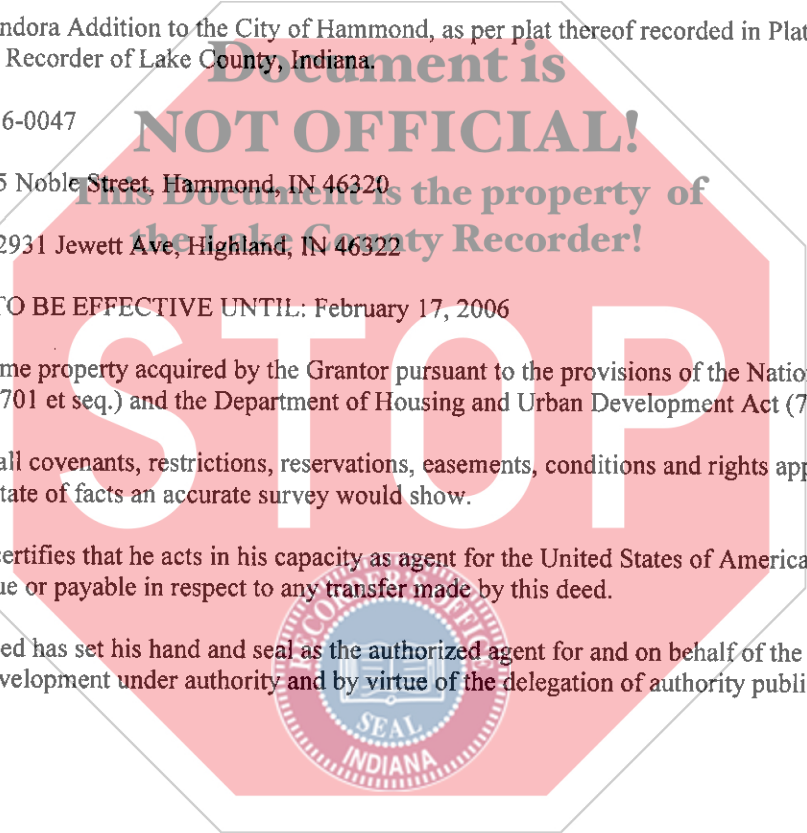 ndora Addition to the City of Hammond, as per plat thereof recorded in Plat
Recorder of Lake County, Indiana.
Document is
NOT OFFICIAL!
This Document is the property of
the Lake County Recorder!
6-0047
5 Noble Street, Hammond, IN 46320
2931 Jewett Ave, Highland, IN 46322
TO BE EFFECTIVE UNTIL: February 17, 2006
STOP
me property acquired by the Grantor pursuant to the provisions of the Natio
701 et seq.) and the Department of Housing and Urban Development Act (7
all covenants, restrictions, reservations, easements, conditions and rights app
tate of facts an accurate survey would show.
certifies that he acts in his capacity as agent for the United States of America
ue or payable in respect to any transfer made by this deed.
ed has set his hand and seal as the authorized agent for and on behalf of the
velopment under authority and by virtue of the delegation of authority publi
RECORDER'S OFFICE
SEAL
INDIANA